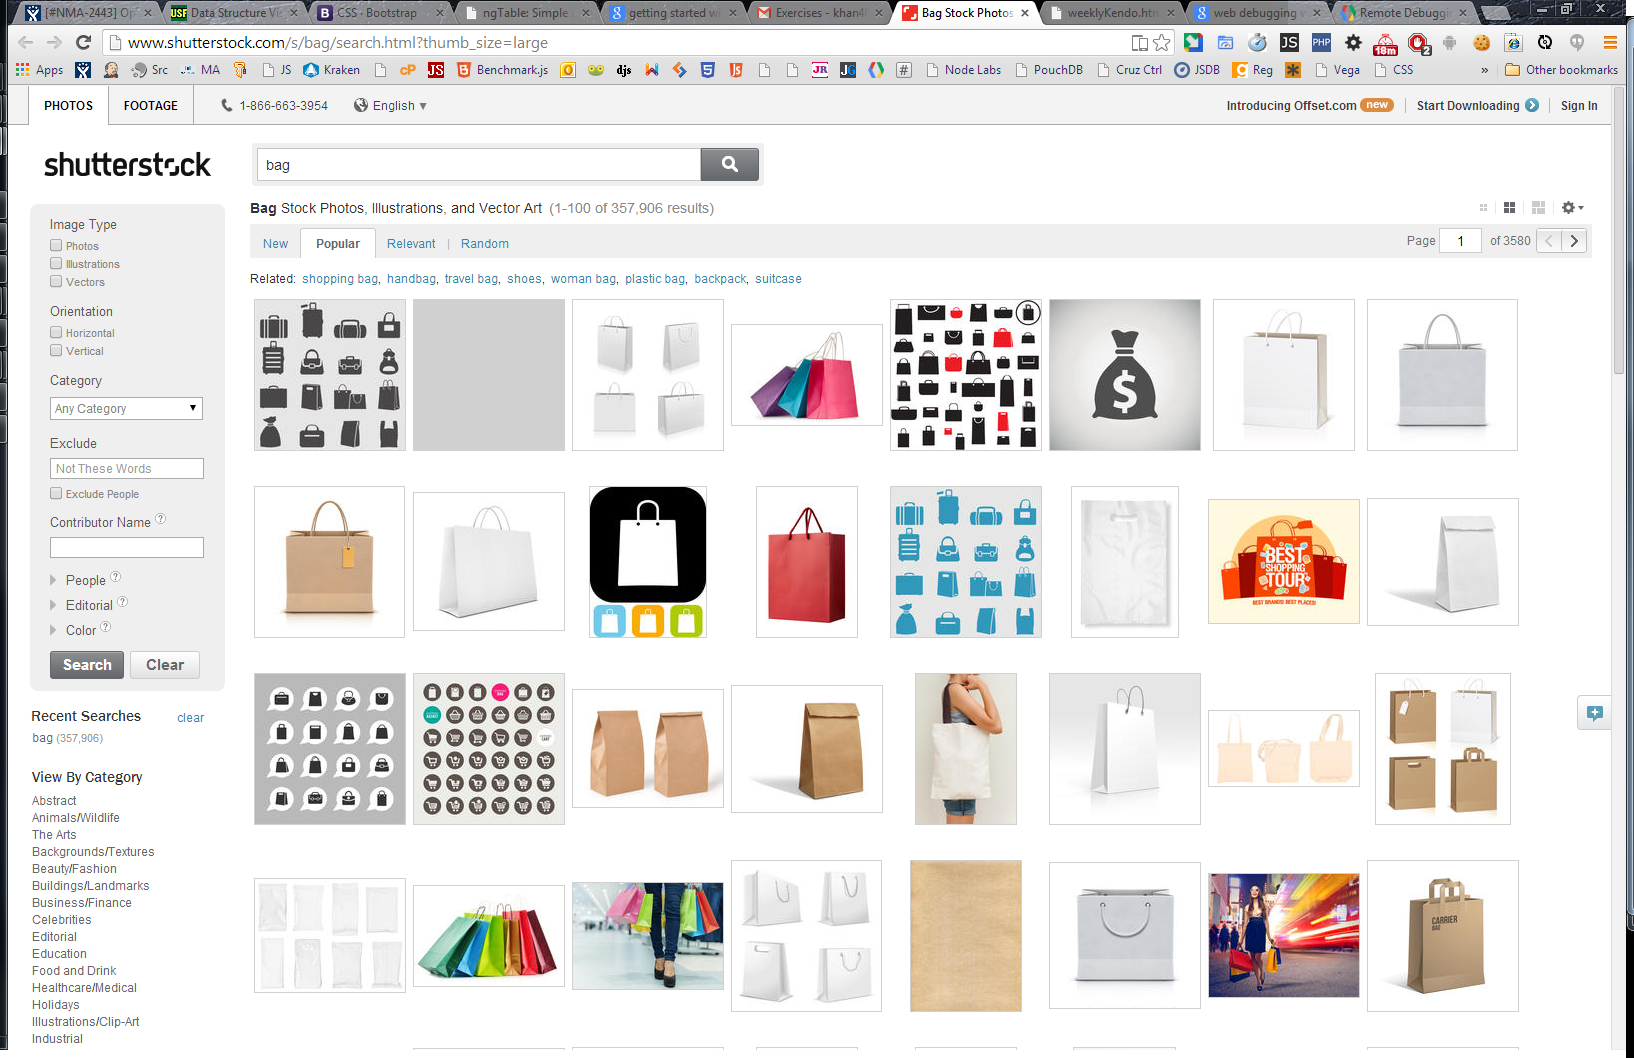 [#NMA-2443] Op
Data Structure Vi
CSS · Bootstrap
ngTable: Simple
getting started wi
Exercises - khan4
Bag Stock Photos
weeklyKendo.htm
web debugging
Remote Debuggi
www.shutterstock.com/s/bag/search.html?thumb_size=large
JS
PHP
18m
2
Apps
Src
MA
JS
Kraken
cP
JS
Benchmark.js
djs
JR
JG
#
Node Labs
PouchDB
Cruz Ctrl
JSDB
Reg
Vega
CSS
»
Other bookmarks
PHOTOS
FOOTAGE
1-866-663-3954
English
Introducing Offset.com new
Start Downloading
Sign In
shutterstock
bag
Bag Stock Photos, Illustrations, and Vector Art (1-100 of 357,906 results)
New
Popular
Relevant
Random
Page 1 of 3580
Related: shopping bag, handbag, travel bag, shoes, woman bag, plastic bag, backpack, suitcase
Image Type
Photos
Illustrations
Vectors
Orientation
Horizontal
Vertical
Category
Any Category
Exclude
Not These Words
Exclude People
Contributor Name ?
People ?
Editorial ?
Color ?
Search
Clear
Recent Searches
clear
bag (357,906)
View By Category
Abstract
Animals/Wildlife
The Arts
Backgrounds/Textures
Beauty/Fashion
Buildings/Landmarks
Business/Finance
Celebrities
Editorial
Education
Food and Drink
Healthcare/Medical
Holidays
Illustrations/Clip-Art
Industrial
$
BEST
SHOPPING
TOUR
BEST BRANDS! BEST PLACES!
CARRIER
BAG